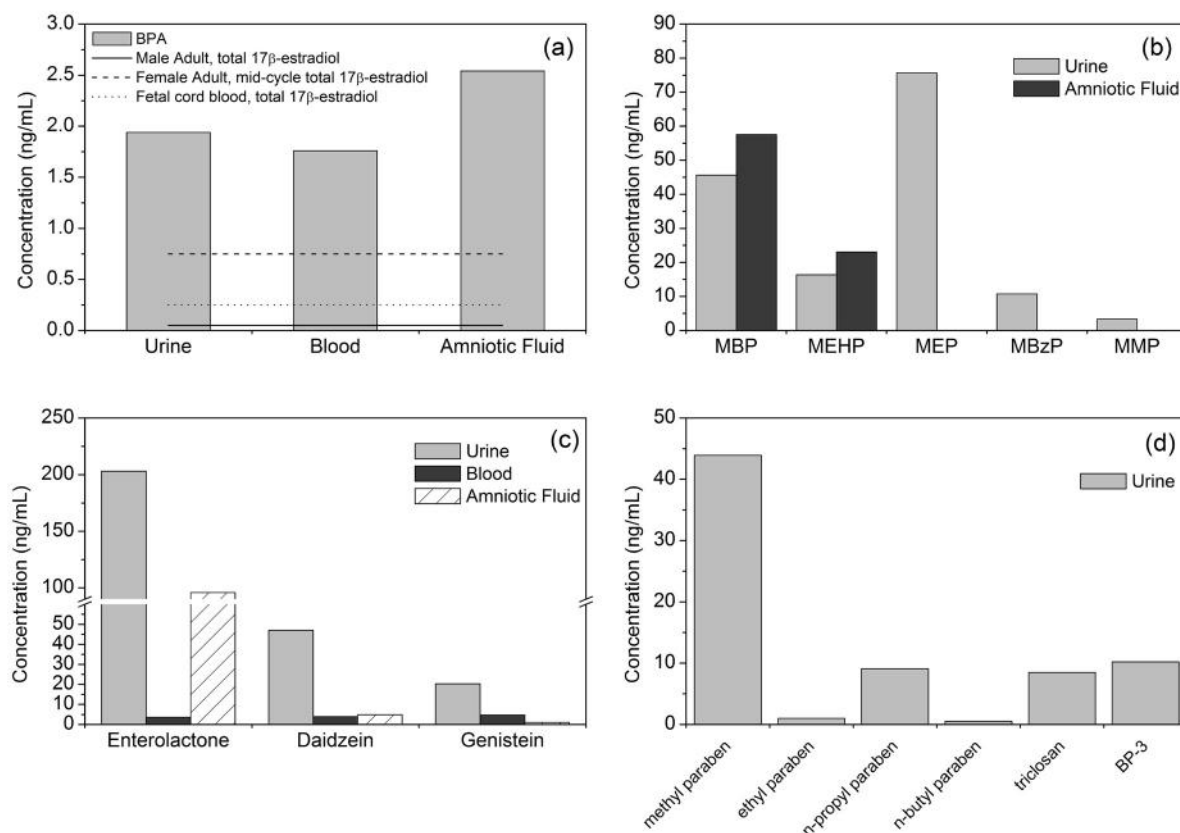 (a)
BPA
Male Adult, total 17β-estradiol
Female Adult, mid-cycle total 17β-estradiol
Fetal cord blood, total 17β-estradiol
Concentration (ng/mL)
3.0
2.5
2.0
1.5
1.0
0.5
0.0
Urine Blood Amniotic Fluid
(b)
Urine
Amniotic Fluid
Concentration (ng/mL)
90
80
70
60
50
40
30
20
10
0
MBP MEHP MEP MBzP MMP
(c)
Urine
Blood
Amniotic Fluid
Concentration (ng/mL)
250
200
150
100
50
40
30
20
10
0
Enterolactone Daidzein Genistein
(d)
Urine
Concentration (ng/mL)
50
40
30
20
10
0
methyl paraben
ethyl paraben
n-propyl paraben
n-butyl paraben
triclosan
BP-3